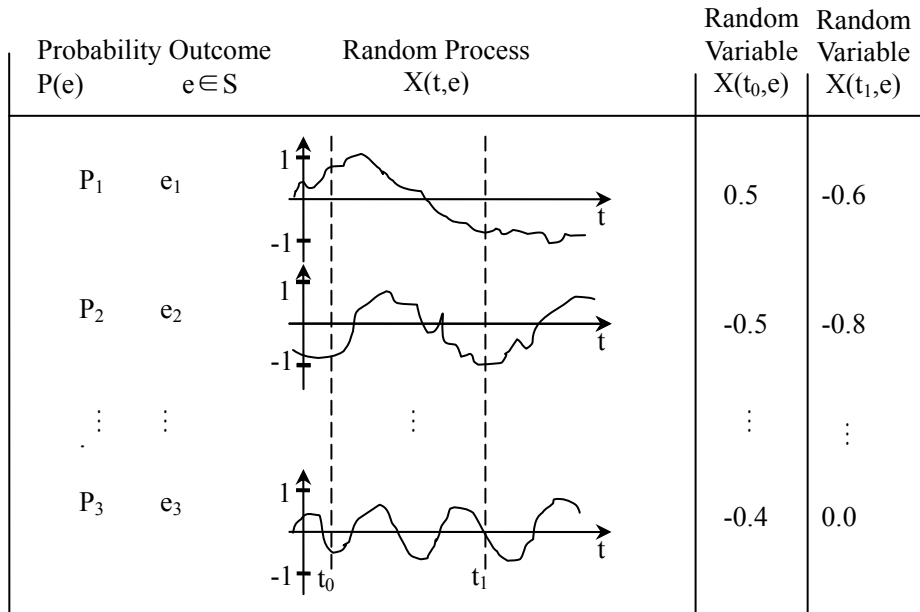 Probability Outcome Random Process Random Variable Random Variable
P(e) e∈S X(t,e) X(t₀,e) X(t₁,e)
1
P₁ e₁ 0.5 -0.6
t
-1
1
P₂ e₂ -0.5 -0.8
t
-1
⋮ ⋮ ⋮ ⋮ ⋮
.
1
P₃ e₃ -0.4 0.0
t
-1 t₀ t₁